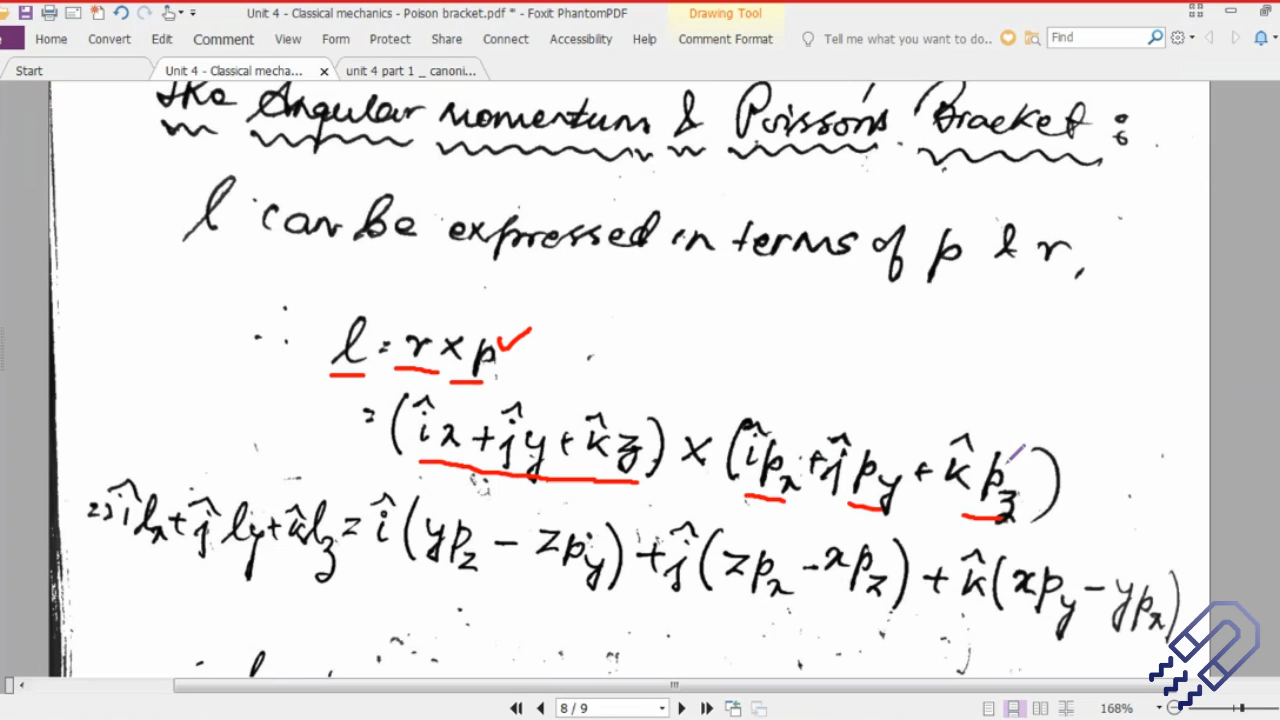 Unit 4 - Classical mechanics - Poison bracket.pdf * - Foxit PhantomPDF
Drawing Tool
Home Convert Edit Comment View Form Protect Share Connect Accessibility Help Comment Format Tell me what you want to do.. Find
Start Unit 4 - Classical mecha... × unit 4 part 1 _ canoni...
The Angular momentum & Poisson's Bracket :
l can be expressed in terms of p & r,
∴ l = r × p ✓
= (îx + ĵy + k̂z) × (îpx + ĵpy + k̂pz)
=> îlx + ĵly + k̂lz = î(ypz - zpy) + ĵ(zpx - xpz) + k̂(xpy - ypx)
8 / 9
168%